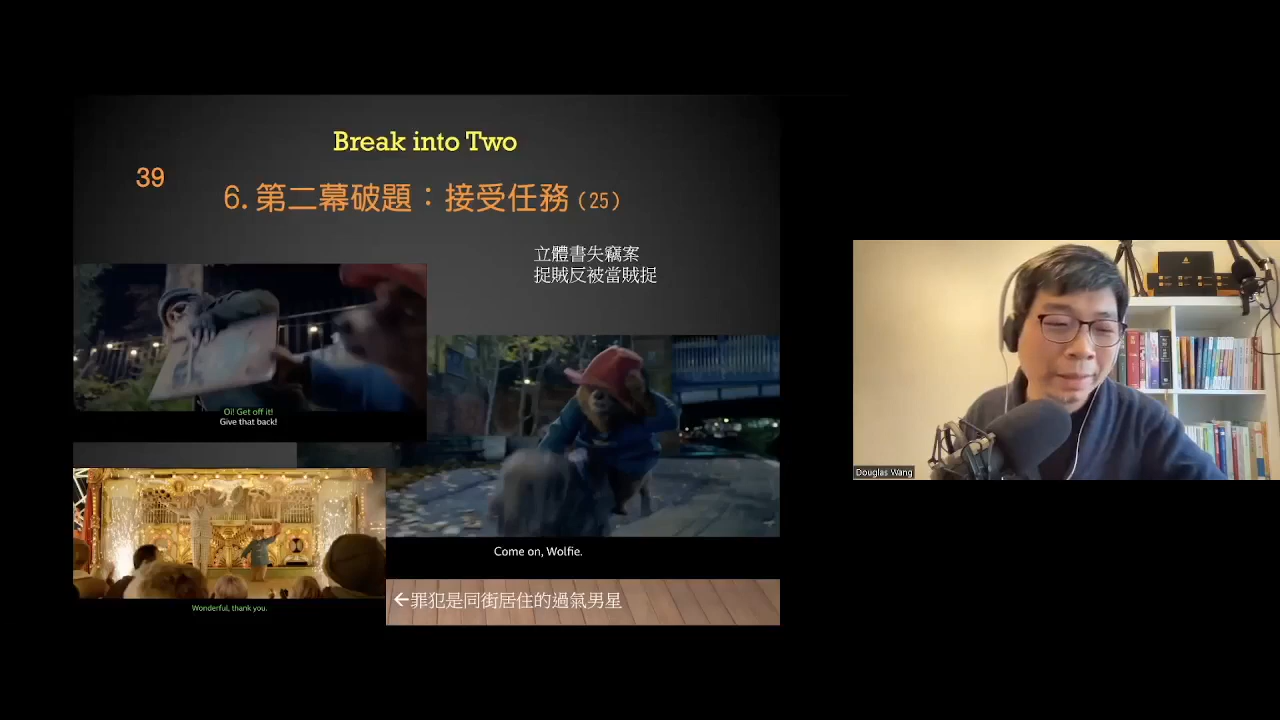 Break into Two
39
6. 第二幕破題：接受任務（25）
立體書失竊案
捉賊反被當賊捉
Oi! Get off it!
Give that back!
Come on, Wolfie.
←罪犯是同街居住的過氣男星
Wonderful, thank you.
Douglas Wang